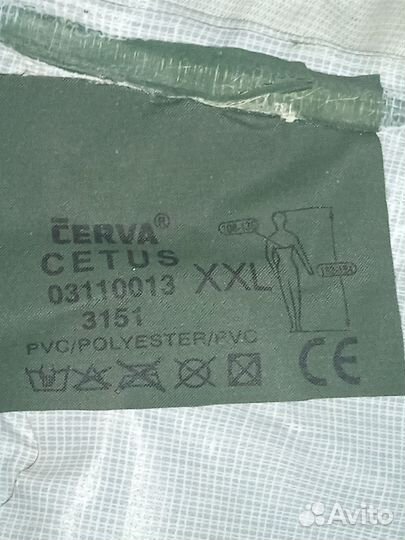 ČERVA®
CETUS
03110013 XXL
3151
PVC/POLYESTER/PVC
CE
Avito